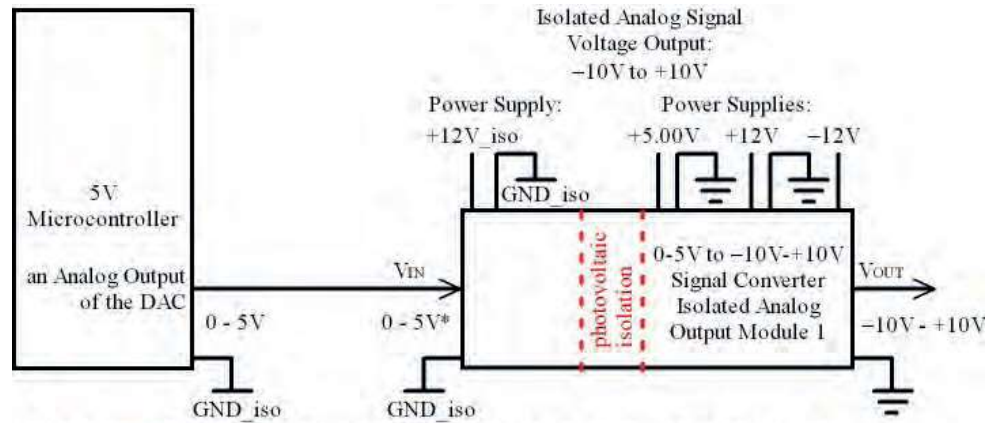 Isolated Analog Signal
Voltage Output:
−10V to +10V
Power Supply:
+12V_iso
GND_iso
Power Supplies:
+5.00V +12V −12V
5V
Microcontroller
an Analog Output
of the DAC
0 - 5V
GND_iso
VIN
0 - 5V*
GND_iso
photovoltaic
isolation
0-5V to −10V-+10V
Signal Converter
Isolated Analog
Output Module 1
VOUT
−10V - +10V